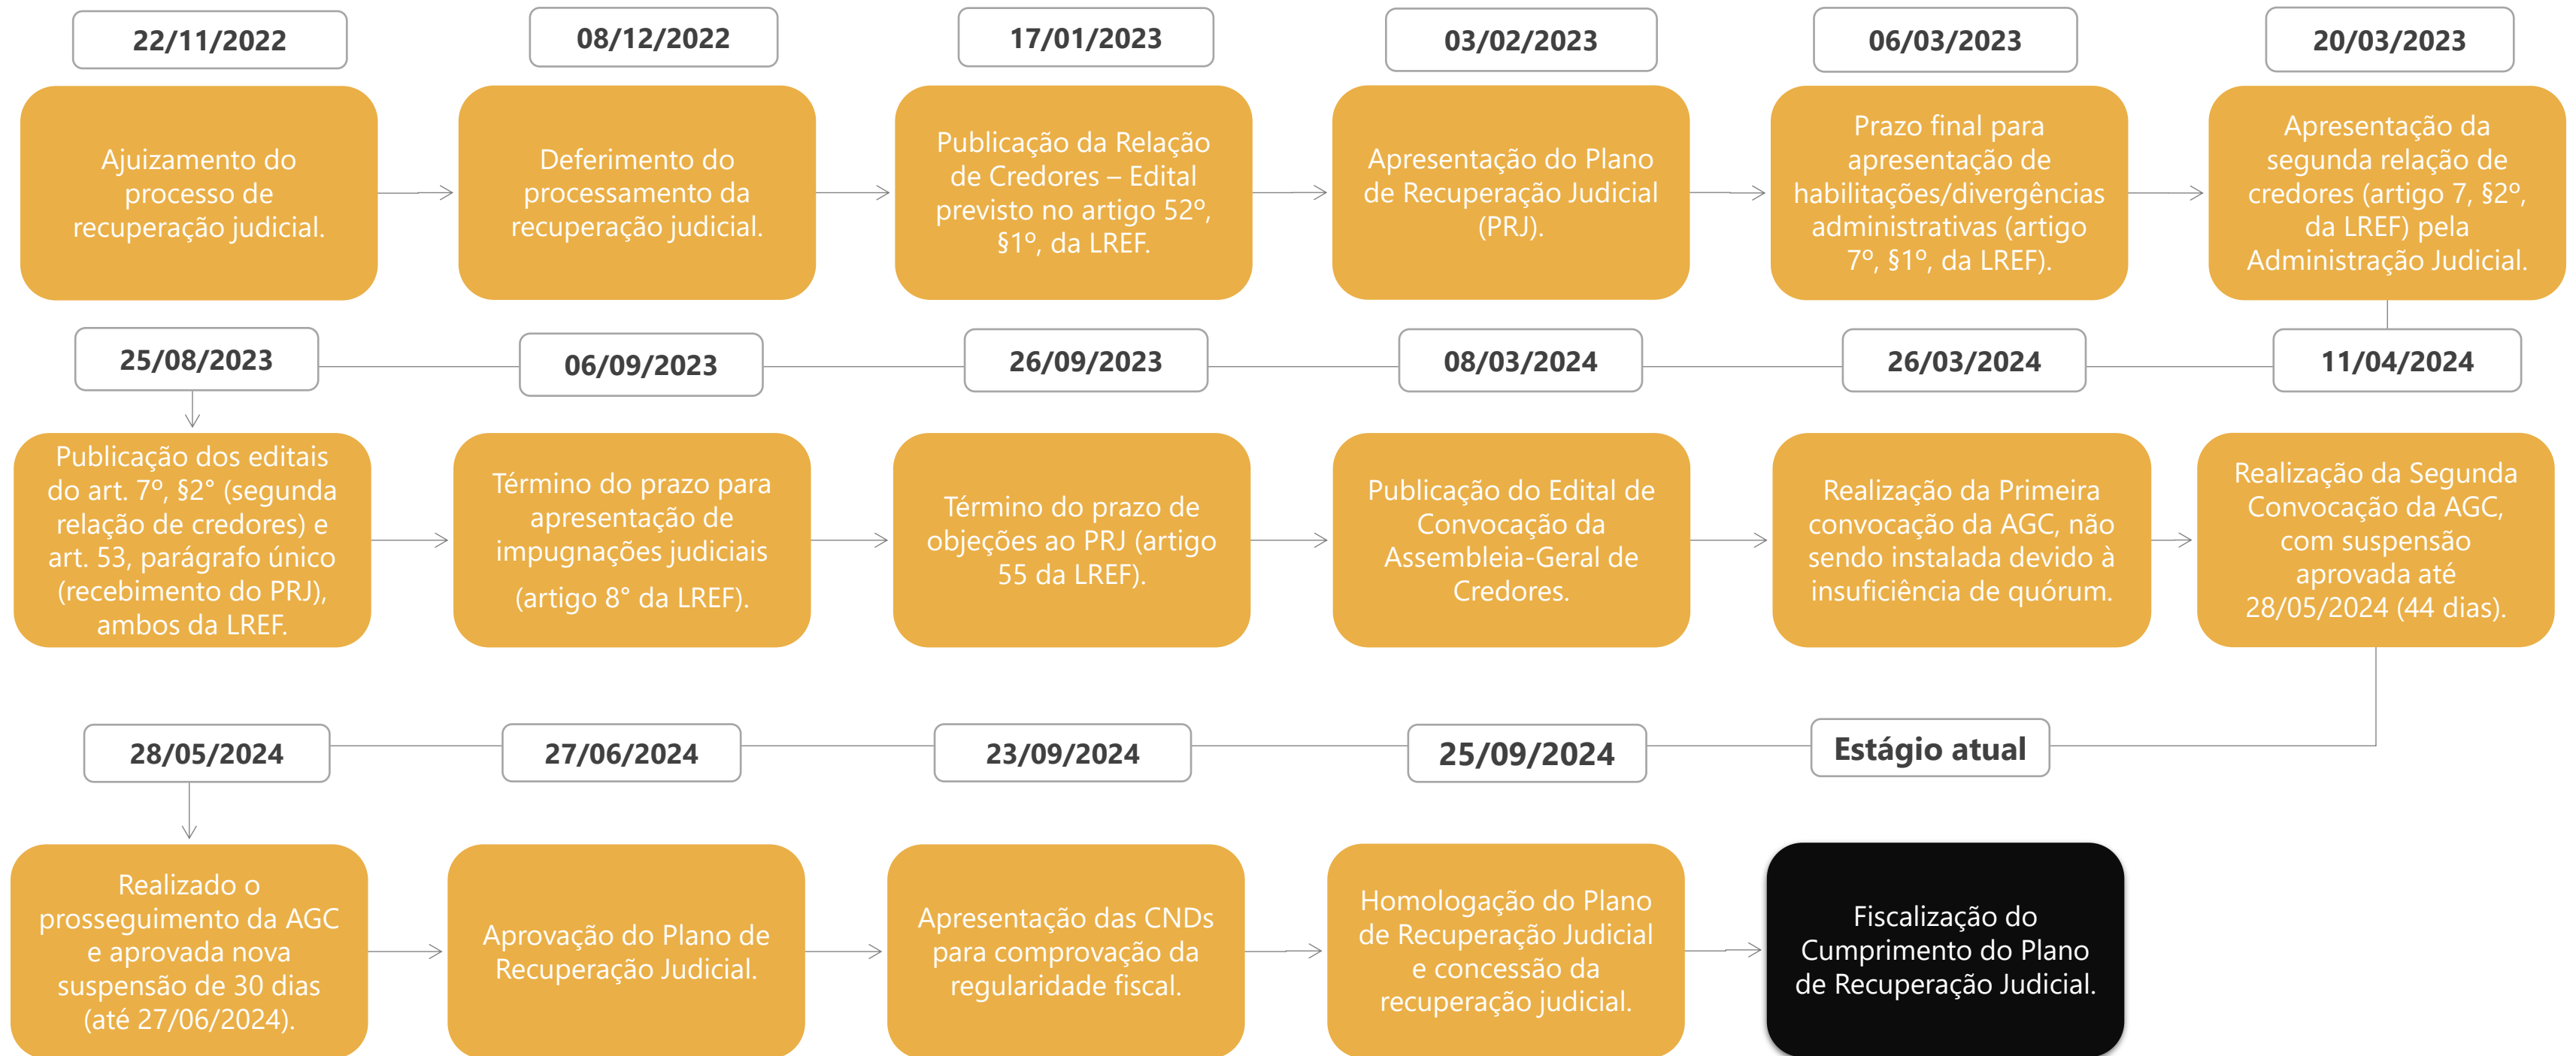 22/11/2022
Ajuizamento do
processo de
recuperação judicial.
08/12/2022
Deferimento do
processamento da
recuperação judicial.
17/01/2023
Publicação da Relação
de Credores – Edital
previsto no artigo 52º,
§1º, da LREF.
03/02/2023
Apresentação do Plano
de Recuperação Judicial
(PRJ).
06/03/2023
Prazo final para
apresentação de
habilitações/divergências
administrativas (artigo
7º, §1º, da LREF).
20/03/2023
Apresentação da
segunda relação de
credores (artigo 7, §2º,
da LREF) pela
Administração Judicial.
25/08/2023
Publicação dos editais
do art. 7º, §2° (segunda
relação de credores) e
art. 53, parágrafo único
(recebimento do PRJ),
ambos da LREF.
06/09/2023
Término do prazo para
apresentação de
impugnações judiciais
(artigo 8° da LREF).
26/09/2023
Término do prazo de
objeções ao PRJ (artigo
55 da LREF).
08/03/2024
Publicação do Edital de
Convocação da
Assembleia-Geral de
Credores.
26/03/2024
Realização da Primeira
convocação da AGC, não
sendo instalada devido à
insuficiência de quórum.
11/04/2024
Realização da Segunda
Convocação da AGC,
com suspensão
aprovada até
28/05/2024 (44 dias).
28/05/2024
Realizado o
prosseguimento da AGC
e aprovada nova
suspensão de 30 dias
(até 27/06/2024).
27/06/2024
Aprovação do Plano de
Recuperação Judicial.
23/09/2024
Apresentação das CNDs
para comprovação da
regularidade fiscal.
25/09/2024
Homologação do Plano
de Recuperação Judicial
e concessão da
recuperação judicial.
Estágio atual
Fiscalização do
Cumprimento do Plano
de Recuperação Judicial.